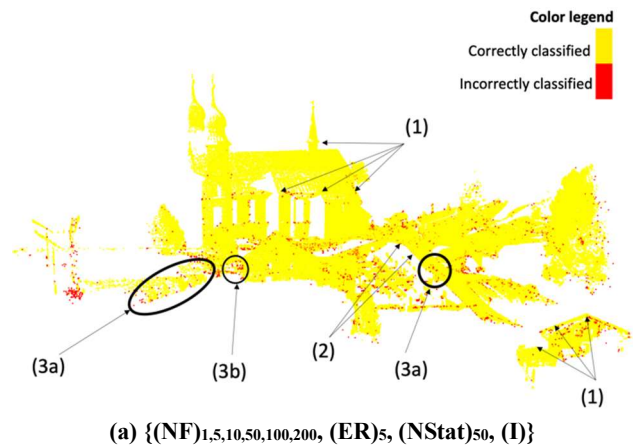 Color legend
Correctly classified
Incorrectly classified
(1)
(2)
(3a)
(3b)
(3a)
(1)
(a) {(NF)1,5,10,50,100,200, (ER)5, (NStat)50, (I)}